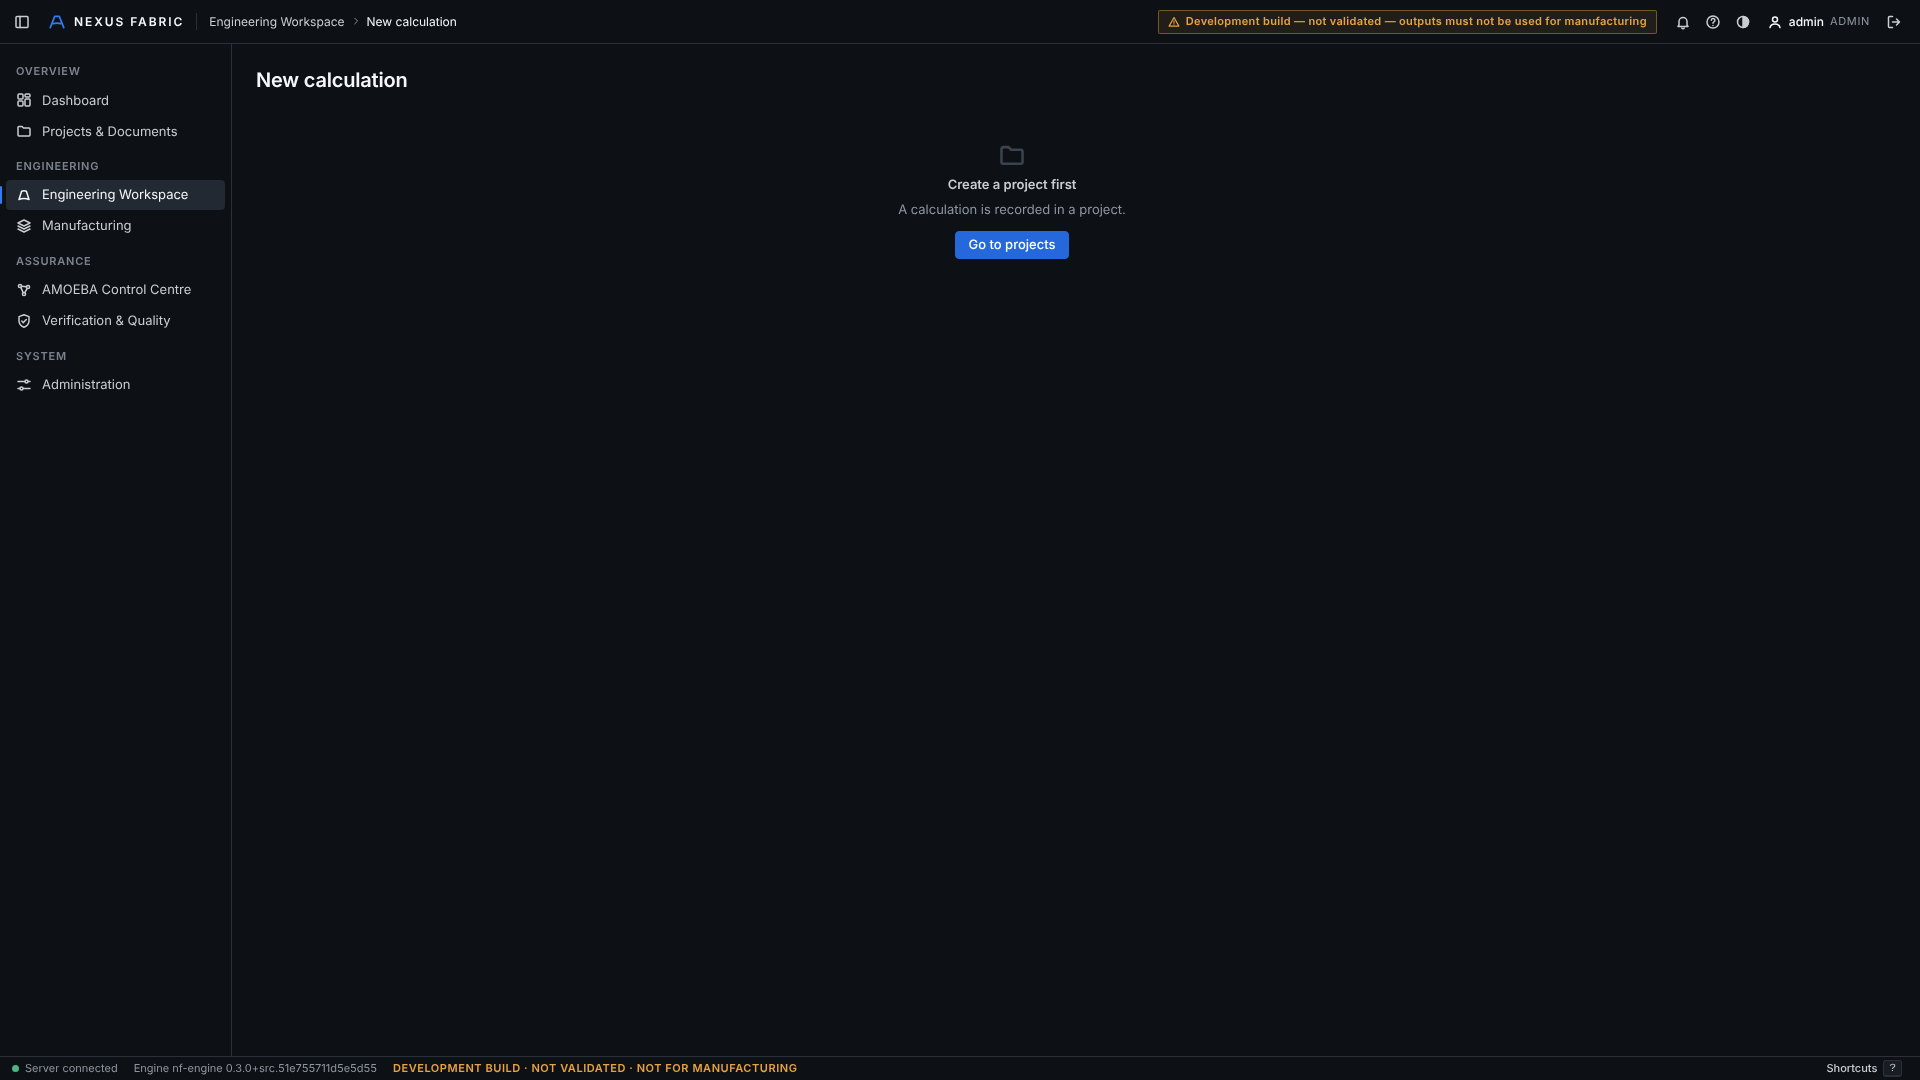 NEXUS FABRIC
Engineering Workspace > New calculation
Development build — not validated — outputs must not be used for manufacturing
admin ADMIN
OVERVIEW
Dashboard
Projects & Documents
ENGINEERING
Engineering Workspace
Manufacturing
ASSURANCE
AMOEBA Control Centre
Verification & Quality
SYSTEM
Administration
New calculation
Create a project first
A calculation is recorded in a project.
Go to projects
Server connected
Engine nf-engine 0.3.0+src.51e755711d5e5d55
DEVELOPMENT BUILD · NOT VALIDATED · NOT FOR MANUFACTURING
Shortcuts ?